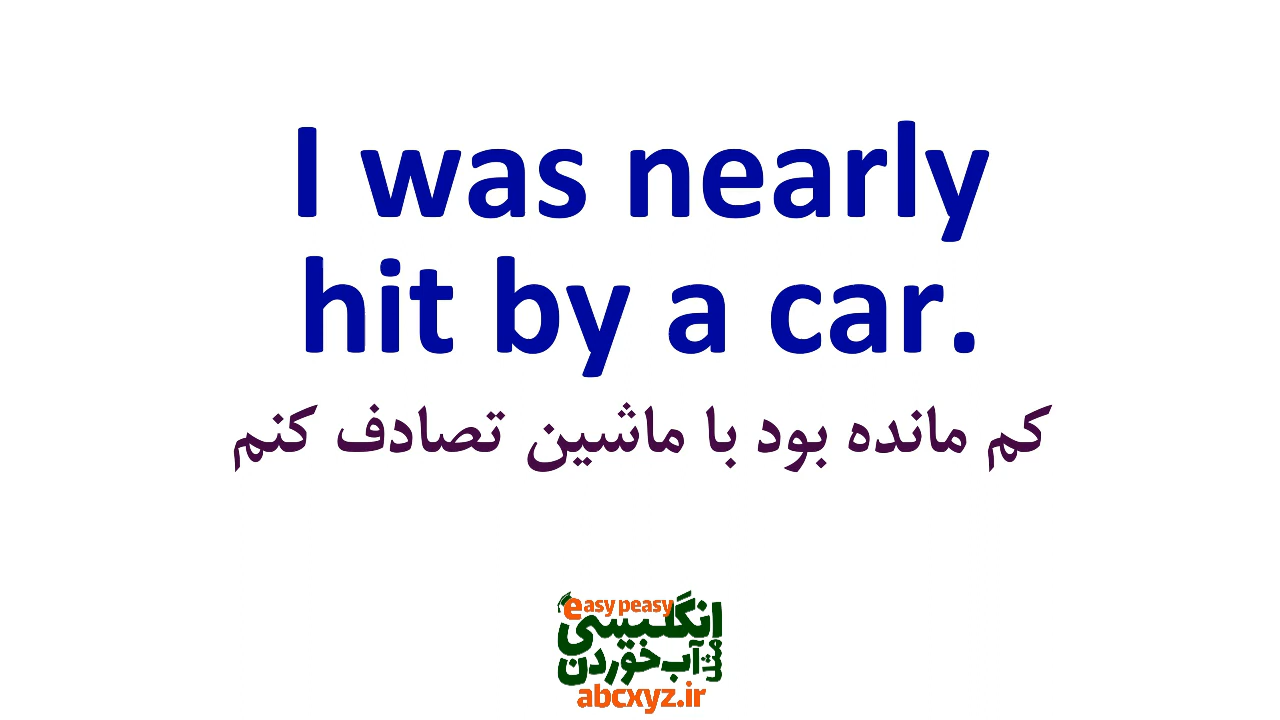 I was nearly
hit by a car.
کم مانده بود با ماشین تصادف کنم
easy peasy
انگلیسی
مثل آب خوردن
abcxyz.ir